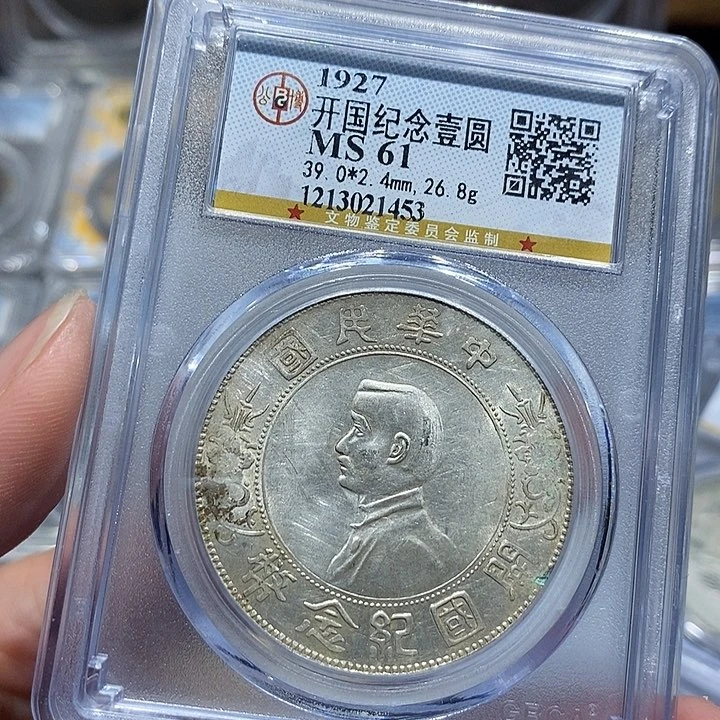 1927
开国纪念壹圆
MS 61
39.0*2.4mm, 26.8g
1213021453
文物鉴定委员会监制
中華民國
開國紀念幣